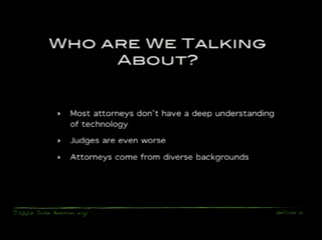 WHO ARE WE TALKING
ABOUT?
Most attorneys don't have a deep understanding
of technology
Judges are even worse
Attorneys come from diverse backgrounds